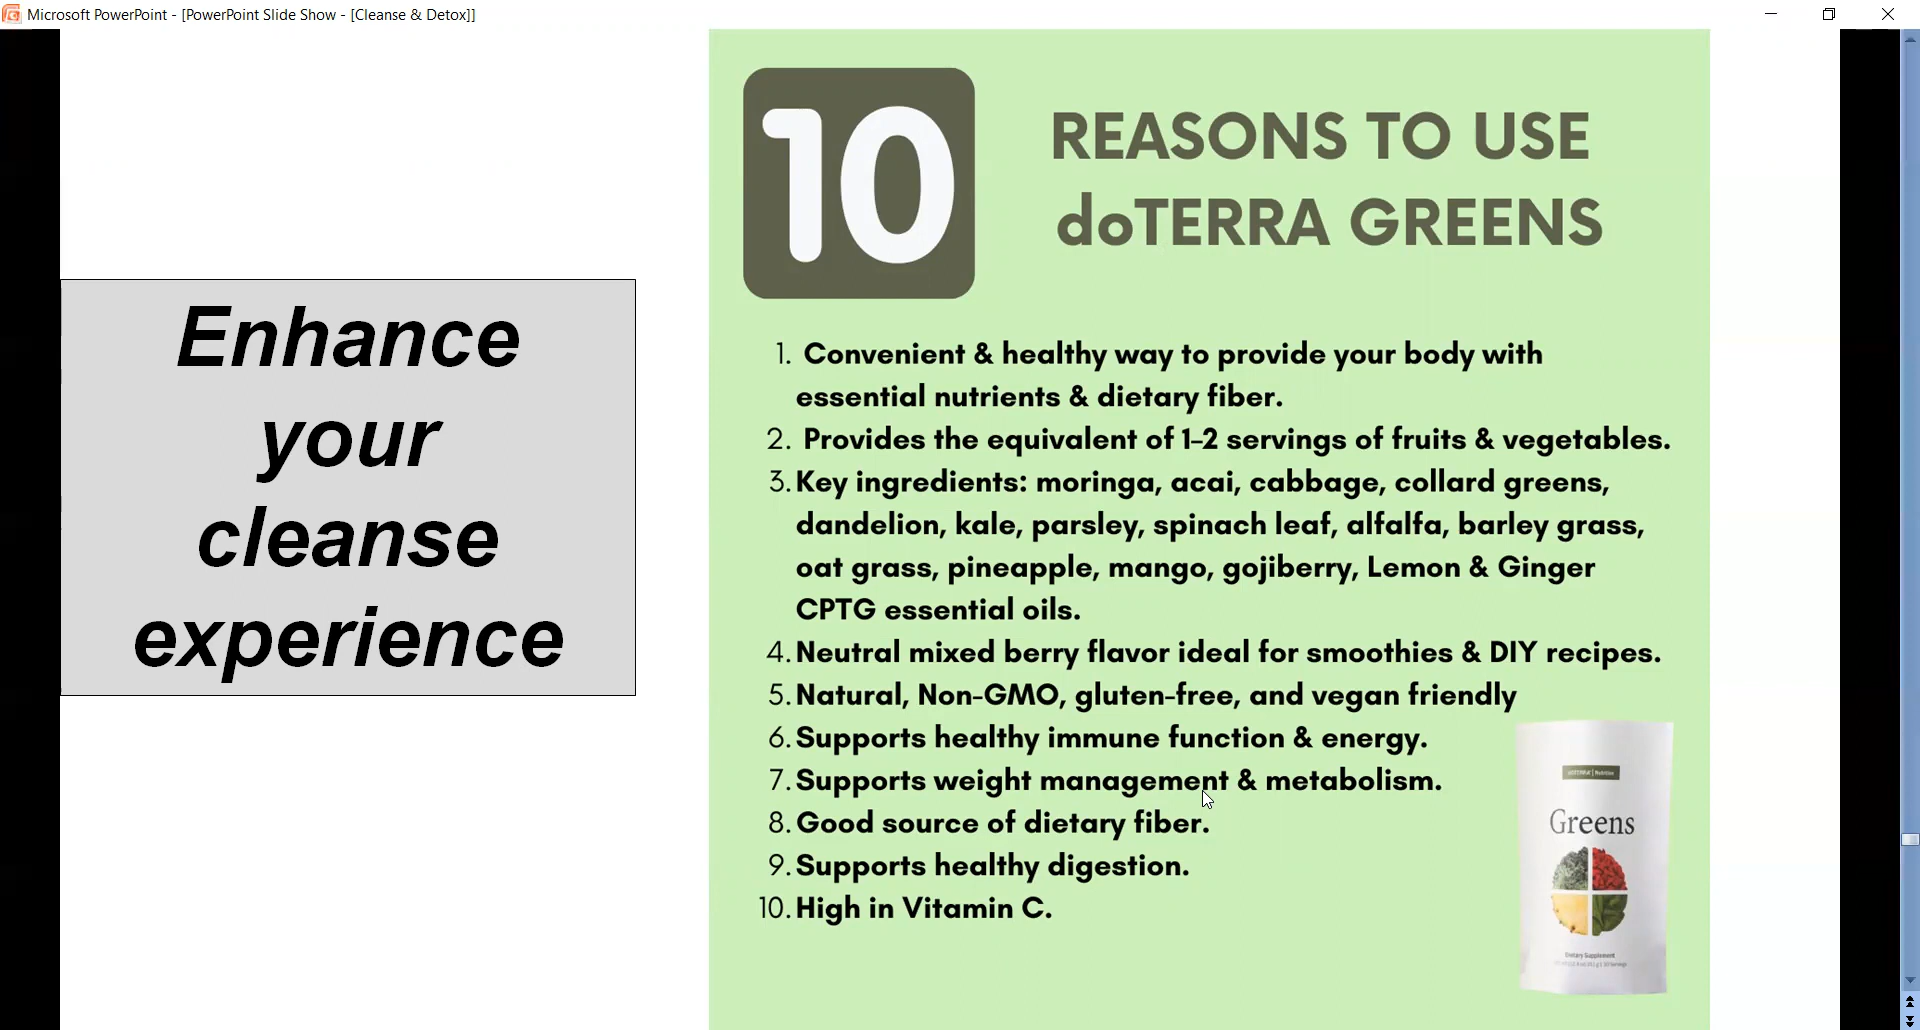 Microsoft PowerPoint - [PowerPoint Slide Show - [Cleanse & Detox]]
Enhance
your
cleanse
experience
10
REASONS TO USE
doTERRA GREENS
1. Convenient & healthy way to provide your body with
essential nutrients & dietary fiber.
2. Provides the equivalent of 1-2 servings of fruits & vegetables.
3. Key ingredients: moringa, acai, cabbage, collard greens,
dandelion, kale, parsley, spinach leaf, alfalfa, barley grass,
oat grass, pineapple, mango, gojiberry, Lemon & Ginger
CPTG essential oils.
4. Neutral mixed berry flavor ideal for smoothies & DIY recipes.
5. Natural, Non-GMO, gluten-free, and vegan friendly
6. Supports healthy immune function & energy.
7. Supports weight management & metabolism.
8. Good source of dietary fiber.
9. Supports healthy digestion.
10. High in Vitamin C.
doTERRA | Nutrition
Greens
Dietary Supplement